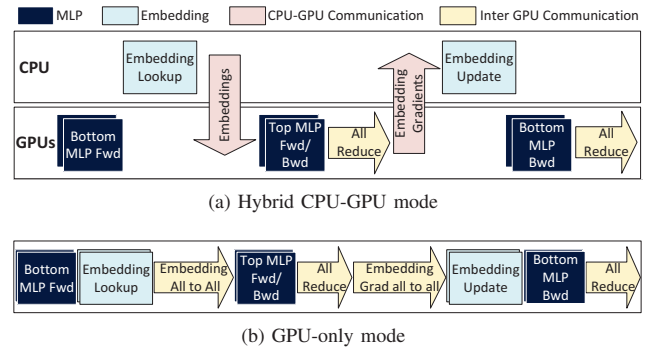 MLP
Embedding
CPU-GPU Communication
Inter GPU Communication
CPU
Embedding
Lookup
Embeddings
Embedding
Gradients
Embedding
Update
GPUs
Bottom
MLP Fwd
Top MLP
Fwd/
Bwd
All
Reduce
Bottom
MLP
Bwd
All
Reduce
(a) Hybrid CPU-GPU mode
Bottom
MLP Fwd
Embedding
Lookup
Embedding
All to All
Top MLP
Fwd/
Bwd
All
Reduce
Embedding
Grad all to all
Embedding
Update
Bottom
MLP
Bwd
All
Reduce
(b) GPU-only mode